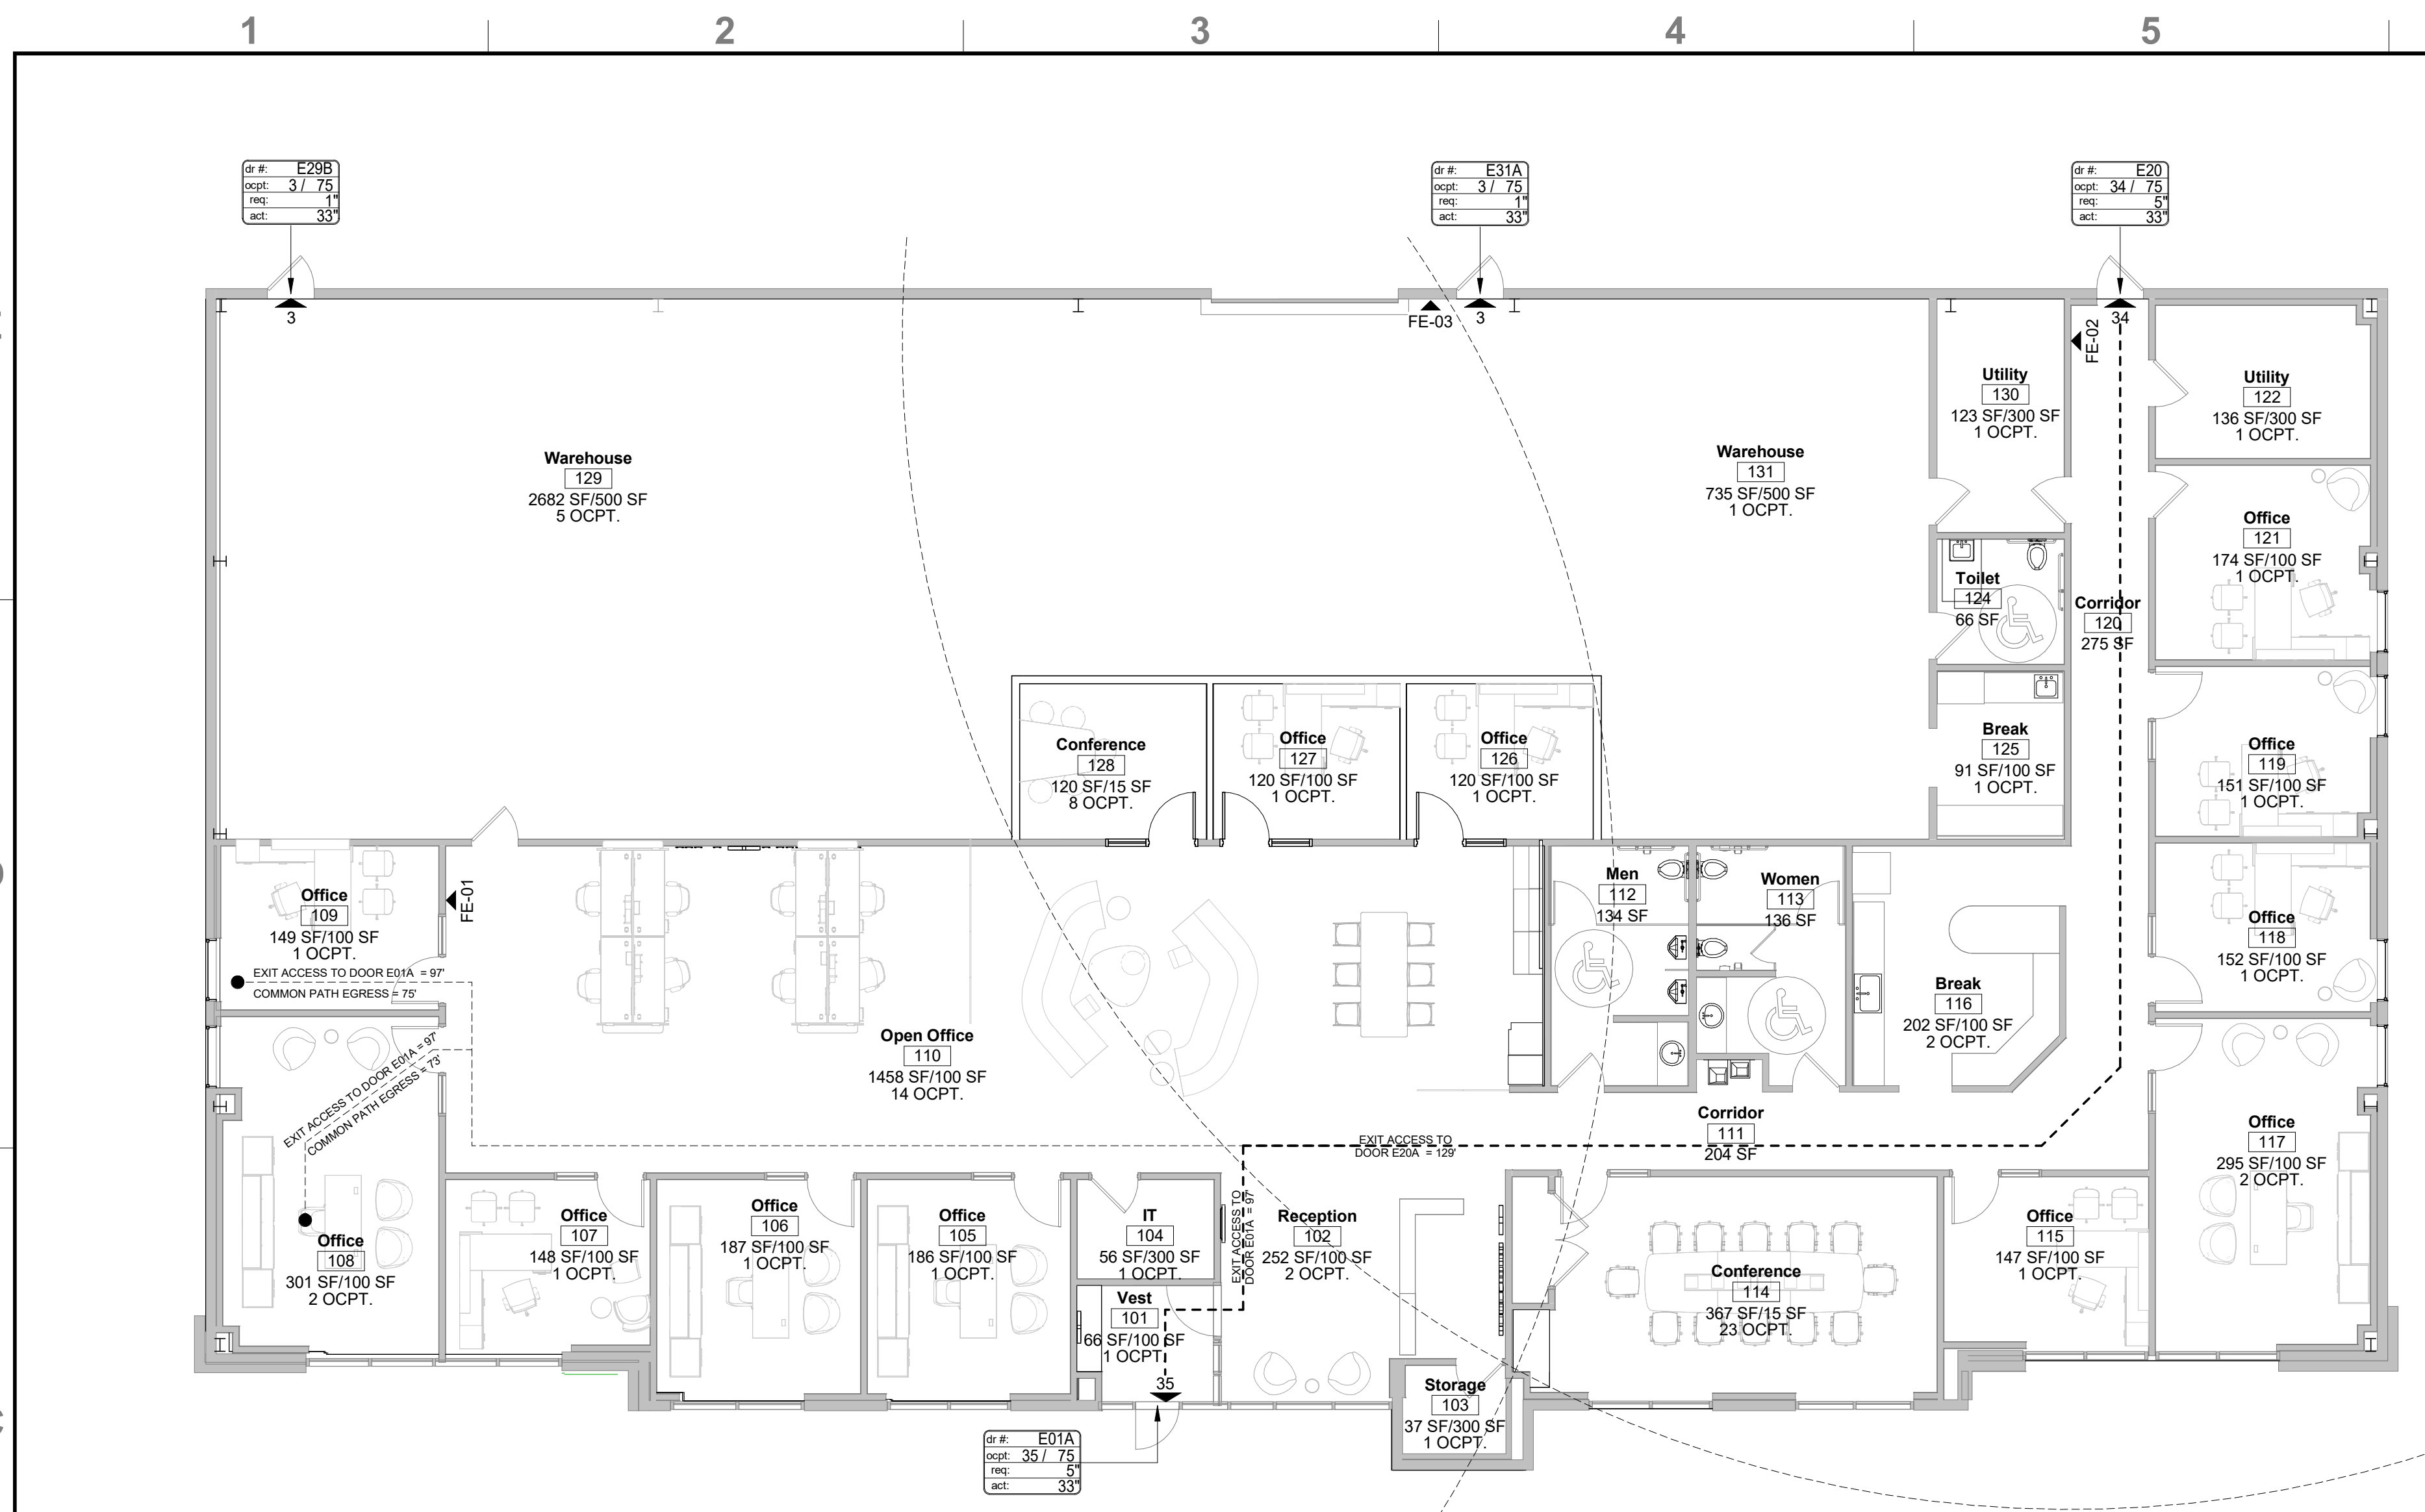 1 2 3 4 5
dr #: E29B
ocpt: 3 / 75
req: 1"
act: 33"
dr #: E31A
ocpt: 3 / 75
req: 1"
act: 33"
dr #: E20
ocpt: 34 / 75
req: 5"
act: 33"
3
FE-03
3
34
FE-02
Warehouse
129
2682 SF/500 SF
5 OCPT.
Warehouse
131
735 SF/500 SF
1 OCPT.
Utility
130
123 SF/300 SF
1 OCPT.
Utility
122
136 SF/300 SF
1 OCPT.
Office
121
174 SF/100 SF
1 OCPT.
Toilet
124
66 SF
Corridor
120
275 SF
Conference
128
120 SF/15 SF
8 OCPT.
Office
127
120 SF/100 SF
1 OCPT.
Office
126
120 SF/100 SF
1 OCPT.
Break
125
91 SF/100 SF
1 OCPT.
Office
119
151 SF/100 SF
1 OCPT.
Office
109
149 SF/100 SF
1 OCPT.
FE-01
EXIT ACCESS TO DOOR E01A = 97'
COMMON PATH EGRESS = 75'
Men
112
134 SF
Women
113
136 SF
Office
118
152 SF/100 SF
1 OCPT.
Break
116
202 SF/100 SF
2 OCPT.
Open Office
110
1458 SF/100 SF
14 OCPT.
EXIT ACCESS TO DOOR E01A = 97'
COMMON PATH EGRESS = 73'
Corridor
111
204 SF
EXIT ACCESS TO
DOOR E20A = 129'
Office
117
295 SF/100 SF
2 OCPT.
Office
108
301 SF/100 SF
2 OCPT.
Office
107
148 SF/100 SF
1 OCPT.
Office
106
187 SF/100 SF
1 OCPT.
Office
105
186 SF/100 SF
1 OCPT.
IT
104
56 SF/300 SF
1 OCPT.
EXIT ACCESS TO
DOOR E01A = 97'
Reception
102
252 SF/100 SF
2 OCPT.
Office
115
147 SF/100 SF
1 OCPT.
Conference
114
367 SF/15 SF
23 OCPT.
Vest
101
66 SF/100 SF
1 OCPT.
35
Storage
103
37 SF/300 SF
1 OCPT.
dr #: E01A
ocpt: 35 / 75
req: 5"
act: 33"